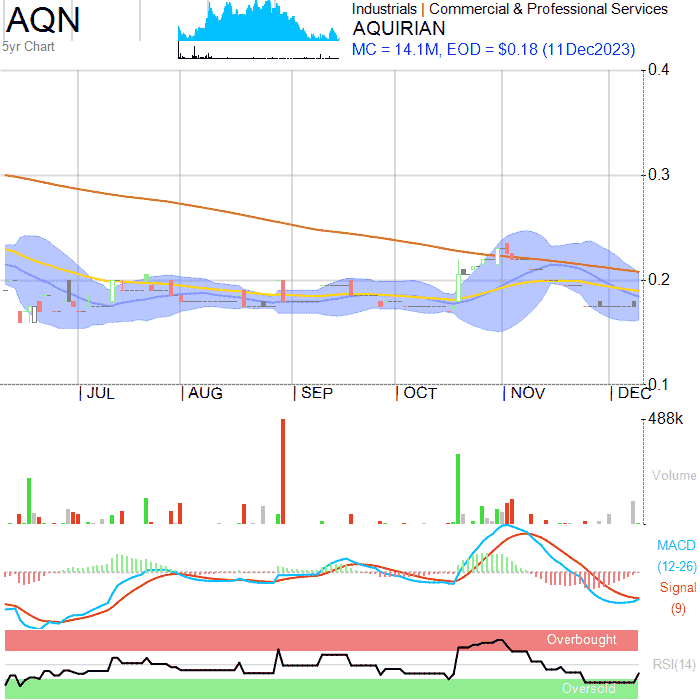 AQN
5yr Chart
Industrials | Commercial & Professional Services
AQUIRIAN
MC = 14.1M, EOD = $0.18 (11Dec2023)
0.4
0.3
0.2
0.1
| JUL | AUG | SEP | OCT | NOV | DEC
488k
Volume
MACD
(12-26)
Signal
(9)
Overbought
RSI(14)
Oversold